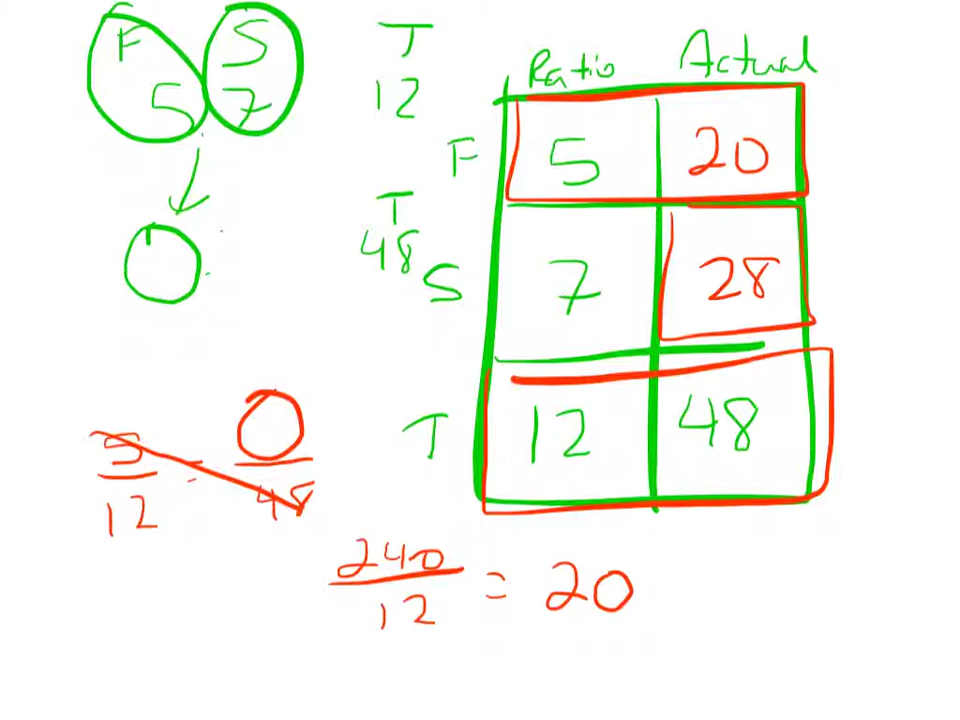 F S T
5 7 12
Ratio Actual
F 5 20
T
48
S 7 28
T 12 48
5/12 = /48
240/12 = 20